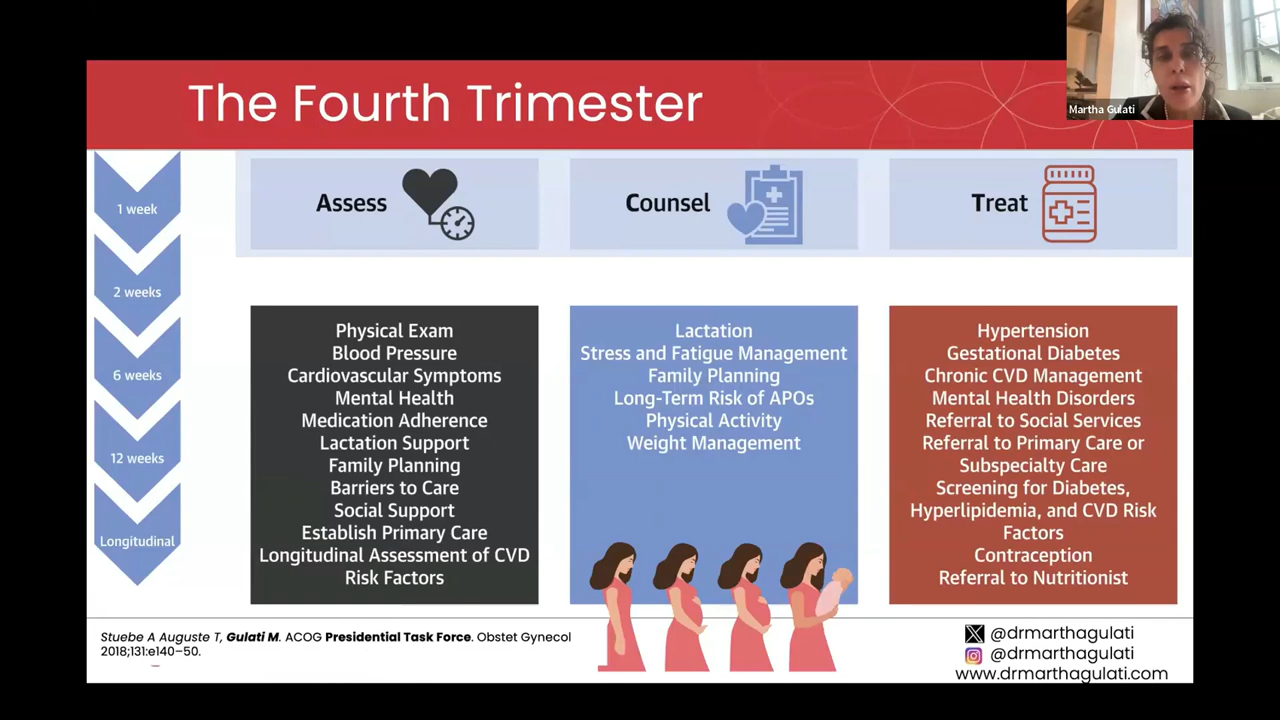 The Fourth Trimester
Martha Gulati
1 week
2 weeks
6 weeks
12 weeks
Longitudinal
Assess
Counsel
Treat
Physical Exam
Blood Pressure
Cardiovascular Symptoms
Mental Health
Medication Adherence
Lactation Support
Family Planning
Barriers to Care
Social Support
Establish Primary Care
Longitudinal Assessment of CVD
Risk Factors
Lactation
Stress and Fatigue Management
Family Planning
Long-Term Risk of APOs
Physical Activity
Weight Management
Hypertension
Gestational Diabetes
Chronic CVD Management
Mental Health Disorders
Referral to Social Services
Referral to Primary Care or
Subspecialty Care
Screening for Diabetes,
Hyperlipidemia, and CVD Risk
Factors
Contraception
Referral to Nutritionist
Stuebe A Auguste T, Gulati M. ACOG Presidential Task Force. Obstet Gynecol
2018;131:e140–50.
@drmarthagulati
@drmarthagulati
www.drmarthagulati.com